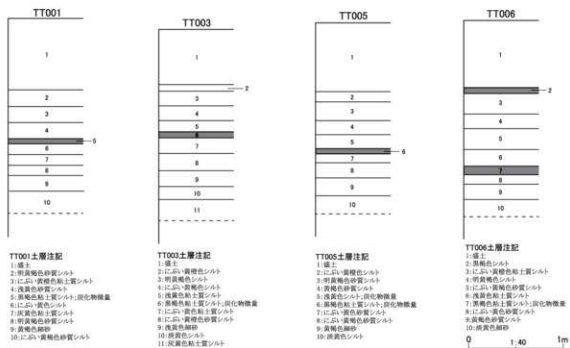 TT001
1
2
3
4
5
6
7
8
9
10
TT003
1
2
3
4
5
6
7
8
9
10
11
TT005
1
2
3
4
5
6
7
8
9
10
TT006
1
2
3
4
5
6
7
8
9
10
TT001土層注記
1:盛土
2:明黄褐色砂質シルト
3:にぶい黄橙色粘土質シルト
4:浅黄色砂質シルト
5:黒褐色粘土質シルト;炭化物微量
6:にぶい黄色シルト
7:灰黄色粘土質シルト
8:明黄褐色砂質シルト
9:黄褐色細砂
10:にぶい黄褐色砂質シルト
TT003土層注記
1:盛土
2:にぶい黄橙色シルト
3:明黄褐色シルト
4:にぶい黄褐色シルト
5:浅黄色粘土質シルト
6:黒褐色粘土質シルト;炭化物微量
7:にぶい黄色粘土質シルト
8:にぶい黄橙色砂質シルト
9:浅黄色細砂
10:淡黄色シルト
11:灰黄色粘土質シルト
TT005土層注記
1:盛土
2:にぶい黄橙色シルト
3:明黄褐色砂質シルト
4:黄褐色砂質シルト
5:浅黄色シルト;炭化物微量
6:黒褐色粘土質シルト;炭化物微量
7:にぶい黄色粘土質シルト
8:にぶい黄橙色砂質シルト
9:黄褐色細砂
10:淡黄色シルト
TT006土層注記
1:盛土
2:黒褐色シルト
3:にぶい黄橙色粘土質シルト
4:明黄褐色シルト
5:にぶい黄褐色砂質シルト
6:浅黄色粘土質シルト
7:黒褐色粘土質シルト;炭化物微量
8:にぶい黄色砂質シルト
9:黄褐色砂質シルト
10:淡黄色細砂
0
1:40
1m